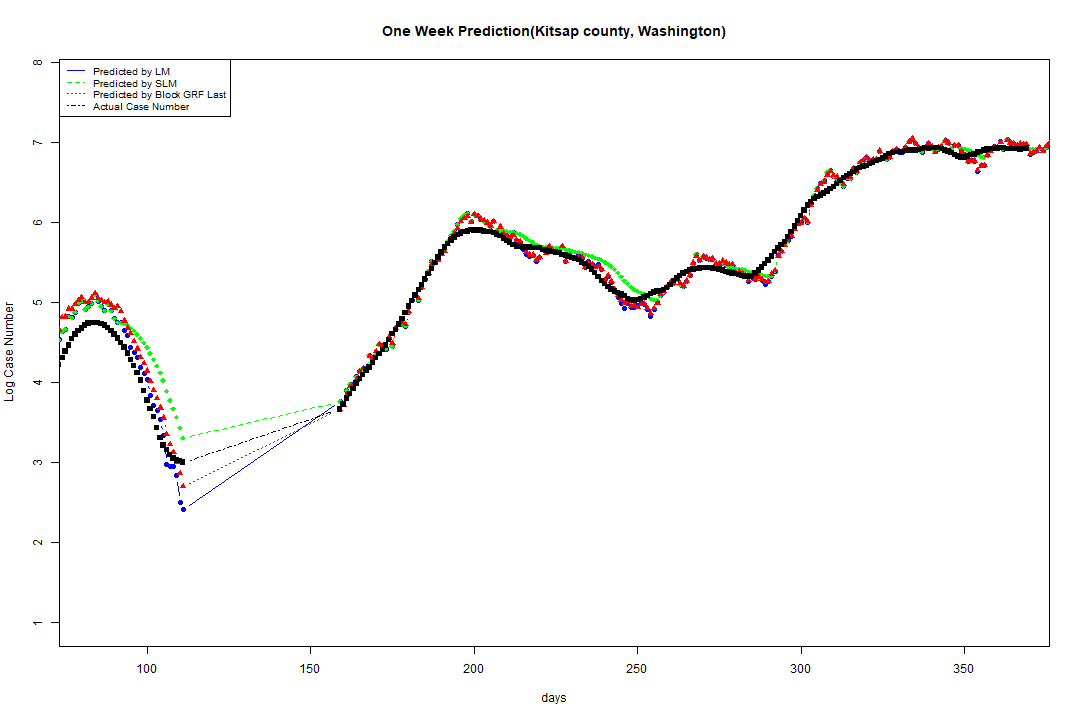 One Week Prediction(Kitsap county, Washington)
Predicted by LM
Predicted by SLM
Predicted by Block GRF Last
Actual Case Number
8
7
6
5
4
3
2
1
Log Case Number
100 150 200 250 300 350
days